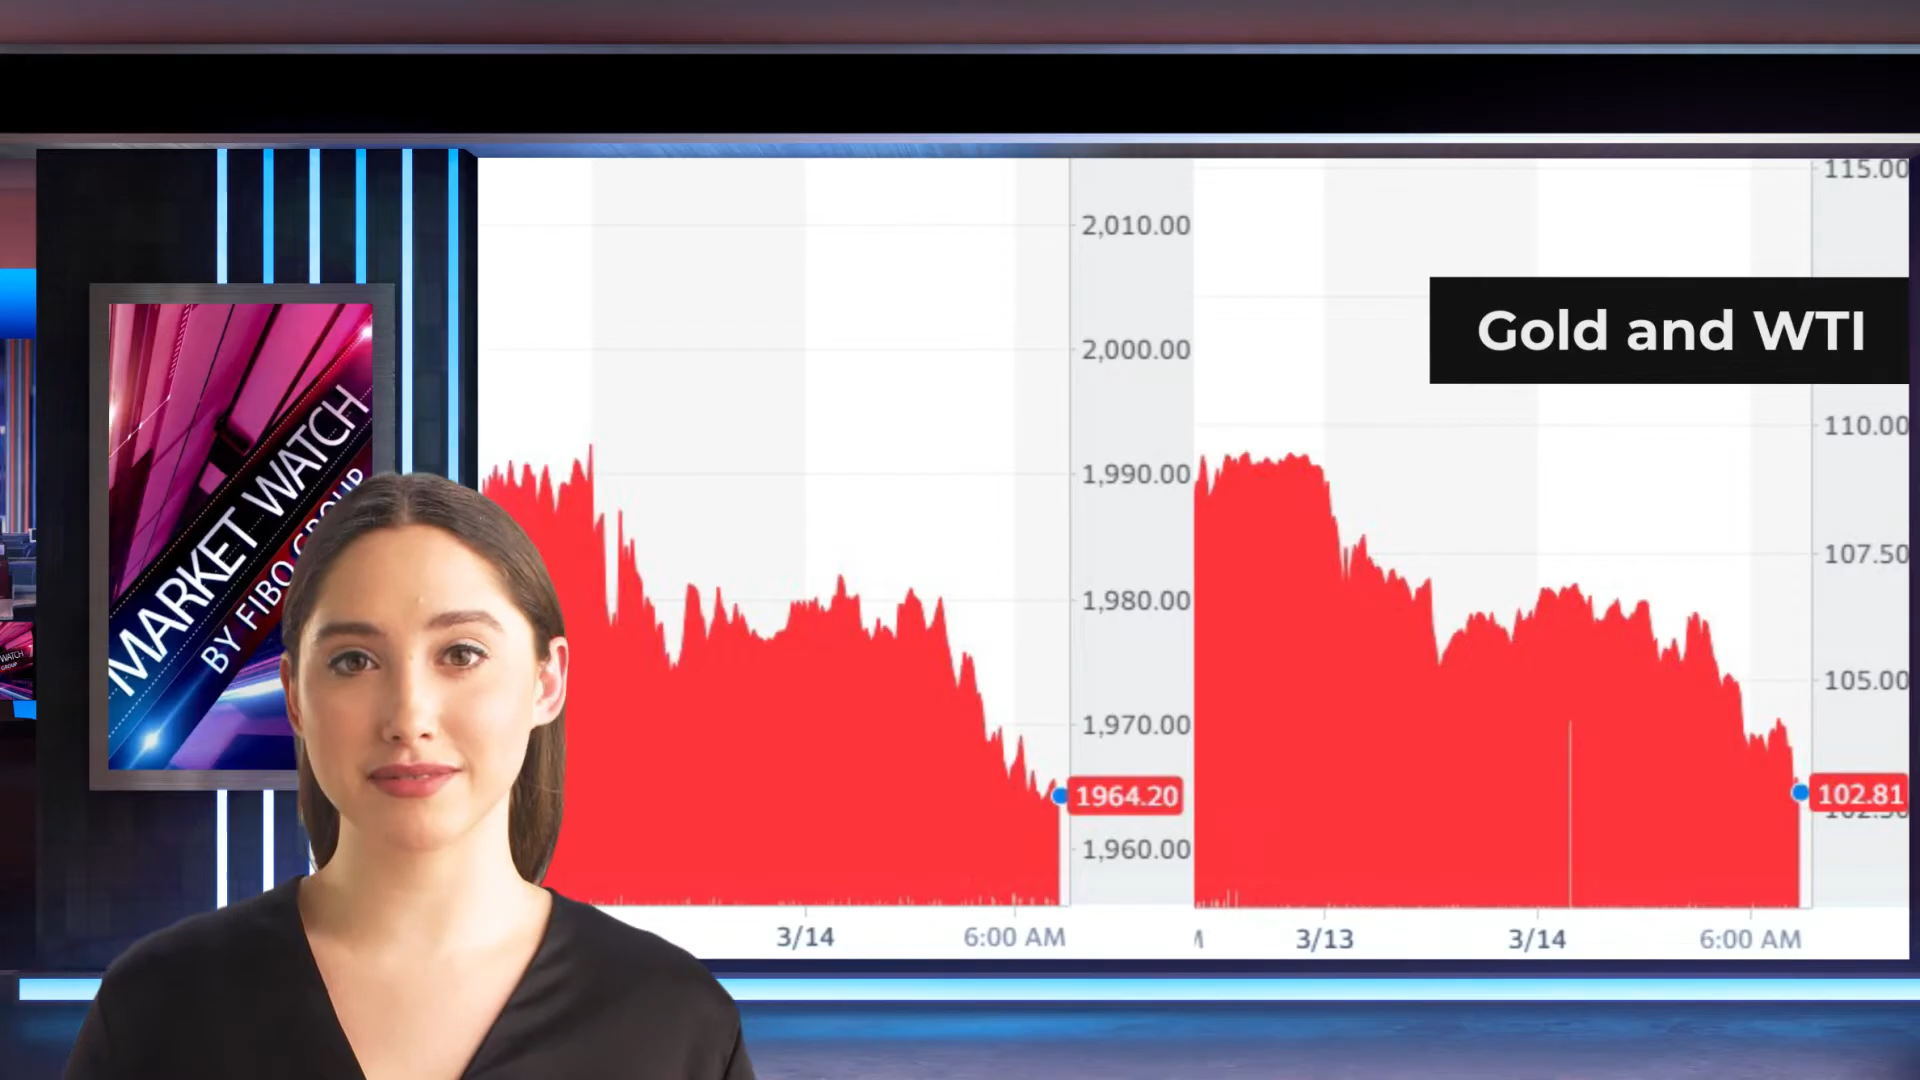 MARKET WATCH
BY FIBO GROUP
WATCH
GROUP
2,010.00
2,000.00
1,990.00
1,980.00
1,970.00
1964.20
1,960.00
3/14
6:00 AM
Gold and WTI
115.00
110.00
107.50
105.00
102.81
3/13
3/14
6:00 AM